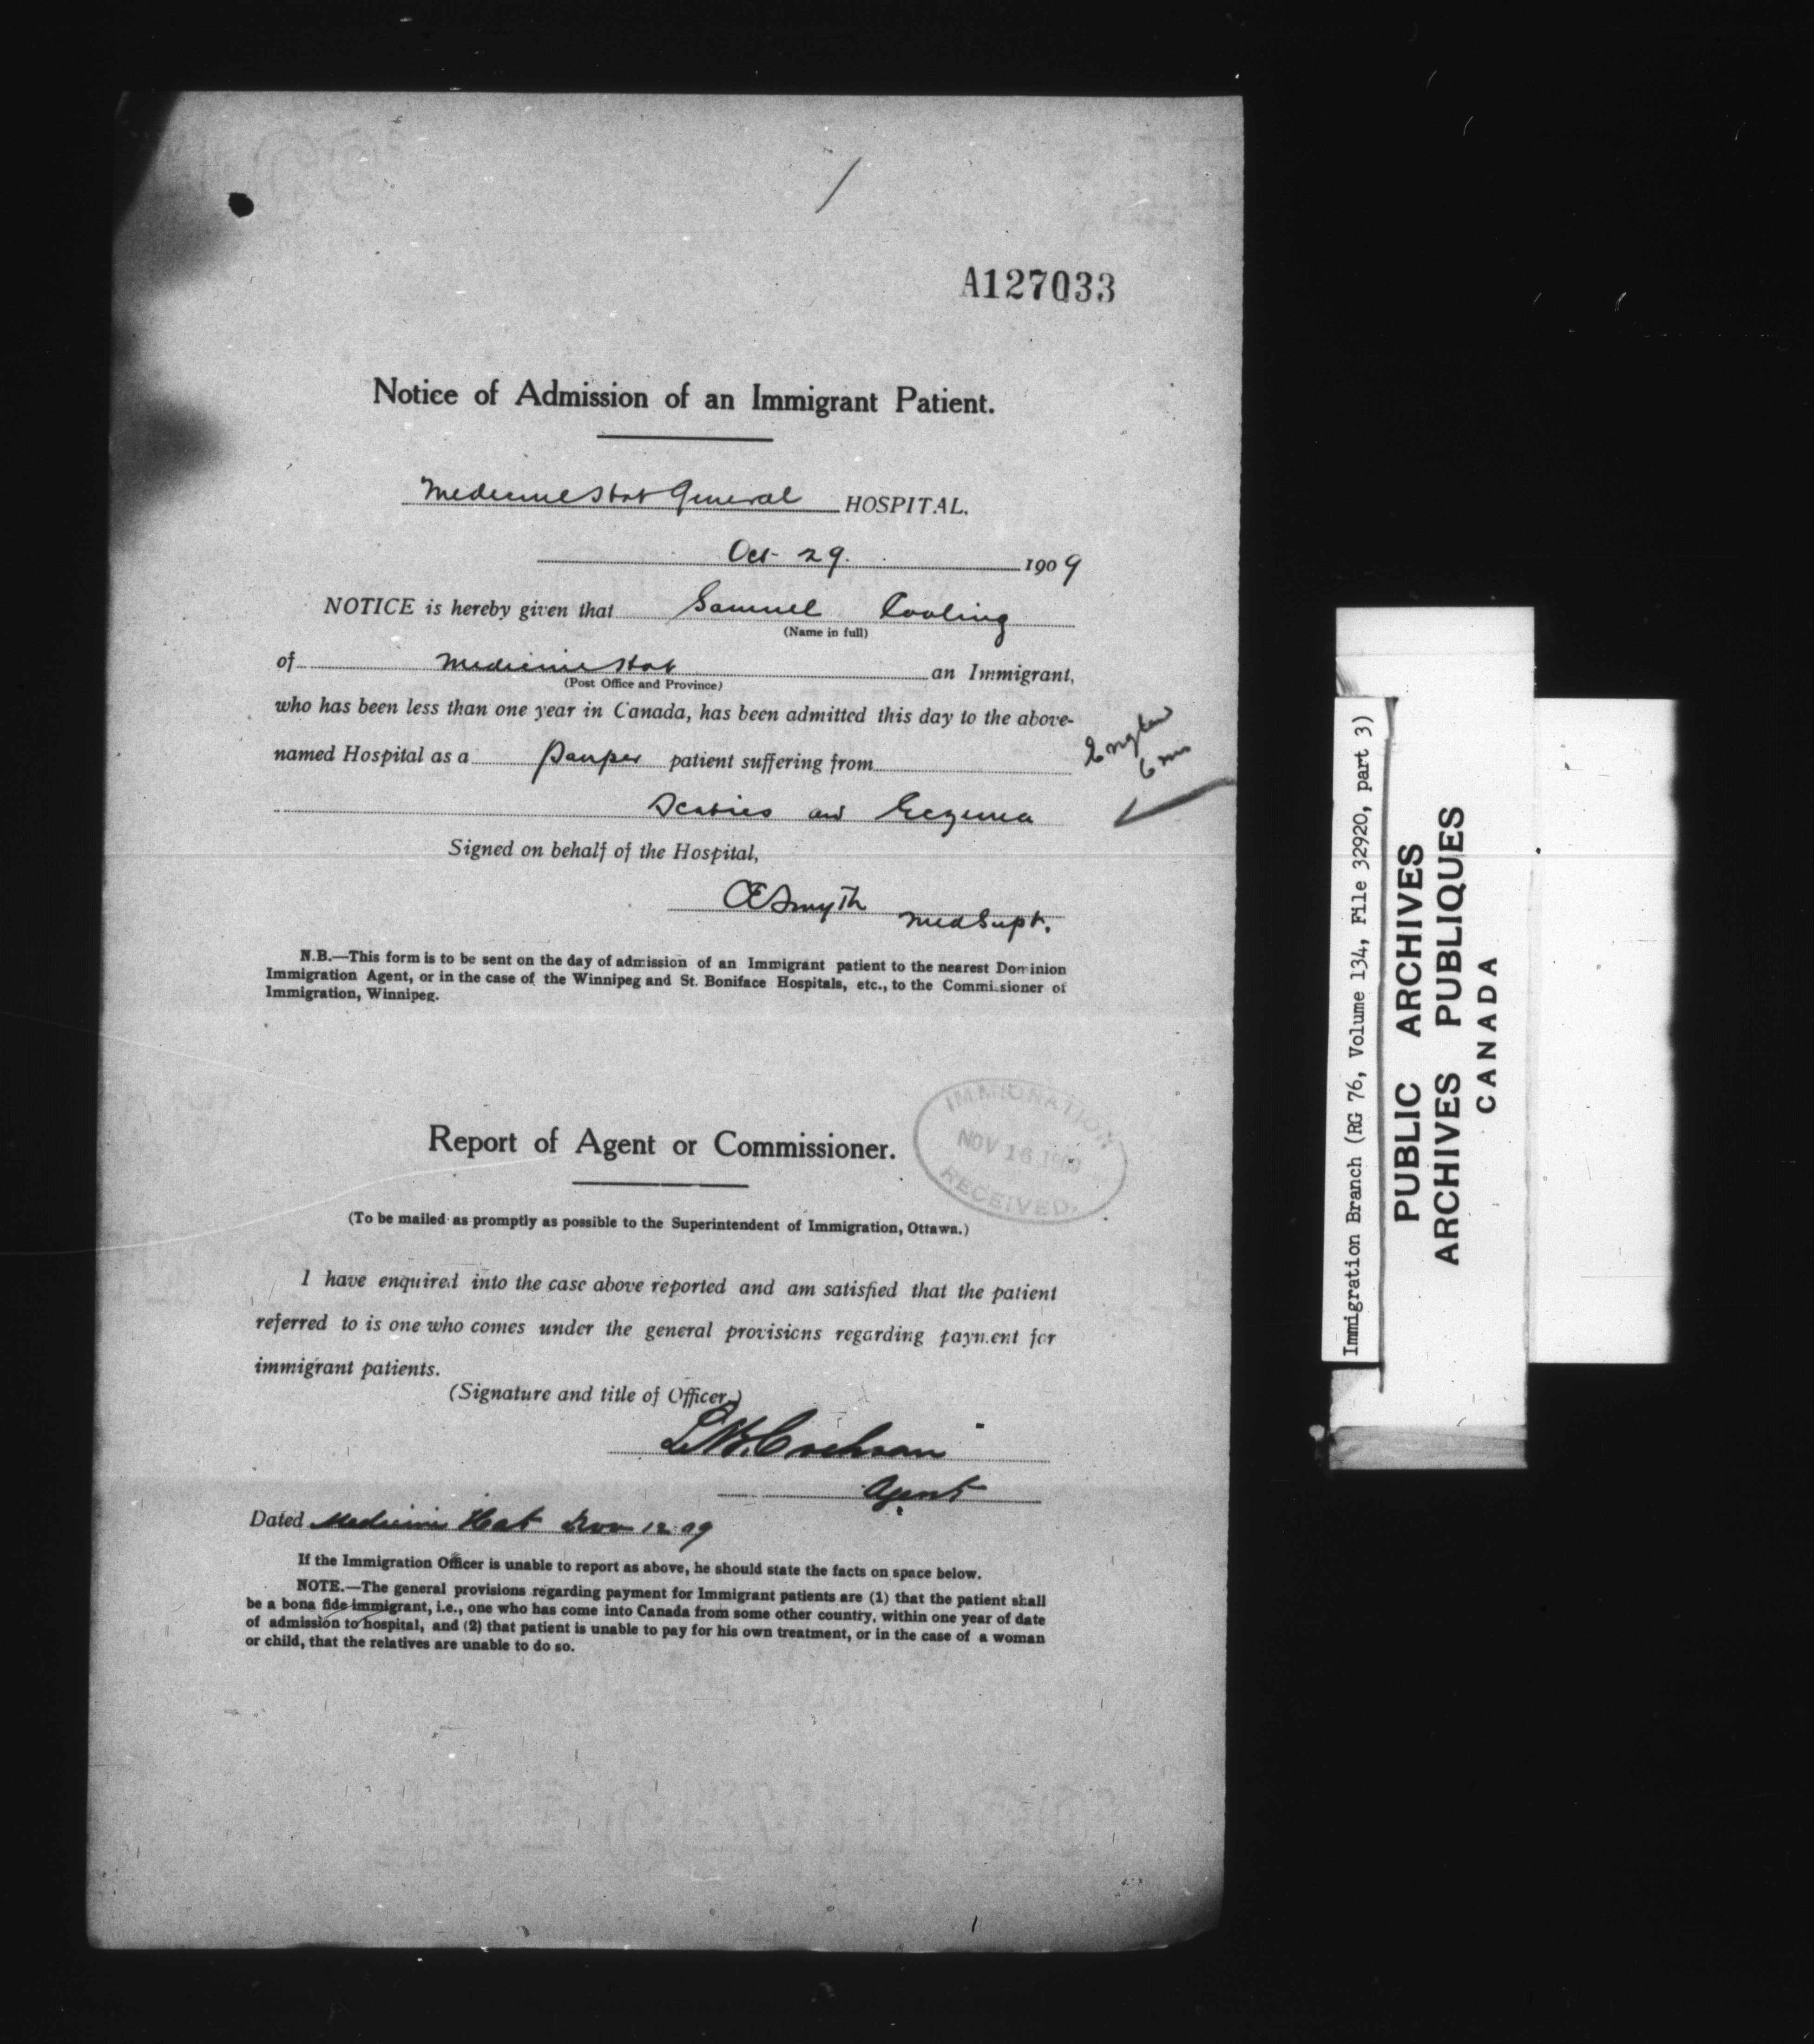 A127033
Notice of Admission of an Immigrant Patient.
Medicine Hat General HOSPITAL.
Oct 29. 1909
NOTICE is hereby given that Samuel Cooling
(Name in full)
of Medicine Hat an Immigrant,
(Post Office and Province)
who has been less than one year in Canada, has been admitted this day to the above-
named Hospital as a Pauper patient suffering from
Scabies and Eczema
6 ms
Signed on behalf of the Hospital,
CE Smyth
Med Supt.
N.B.—This form is to be sent on the day of admission of an Immigrant patient to the nearest Dominion
Immigration Agent, or in the case of the Winnipeg and St. Boniface Hospitals, etc., to the Commissioner of
Immigration, Winnipeg.
IMMIGRATION
NOV 16 1909
RECEIVED.
Report of Agent or Commissioner.
(To be mailed as promptly as possible to the Superintendent of Immigration, Ottawa.)
I have enquired into the case above reported and am satisfied that the patient
referred to is one who comes under the general provisions regarding payment for
immigrant patients.
(Signature and title of Officer.)
Cochran
Agent
Dated Medicine Hat Nov 12 09
If the Immigration Officer is unable to report as above, he should state the facts on space below.
NOTE.—The general provisions regarding payment for Immigrant patients are (1) that the patient shall
be a bona fide immigrant, i.e., one who has come into Canada from some other country, within one year of date
of admission to hospital, and (2) that patient is unable to pay for his own treatment, or in the case of a woman
or child, that the relatives are unable to do so.
Immigration Branch (RG 76, Volume 134, File 32920, part 3)
PUBLIC ARCHIVES
ARCHIVES PUBLIQUES
CANADA